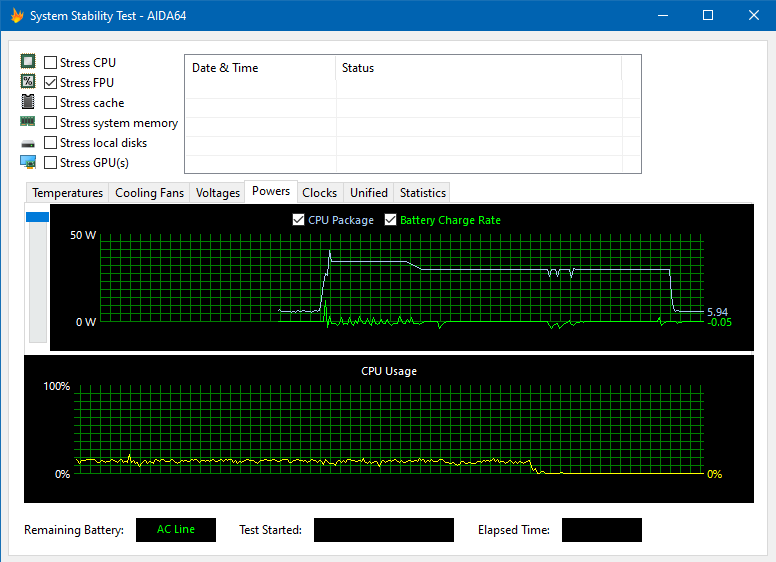 System Stability Test - AIDA64
Stress CPU
Stress FPU
Stress cache
Stress system memory
Stress local disks
Stress GPU(s)
Date & Time Status
Temperatures Cooling Fans Voltages Powers Clocks Unified Statistics
CPU Package Battery Charge Rate
50 W
0 W
5.94
-0.05
CPU Usage
100%
0%
0%
Remaining Battery: AC Line Test Started: Elapsed Time: